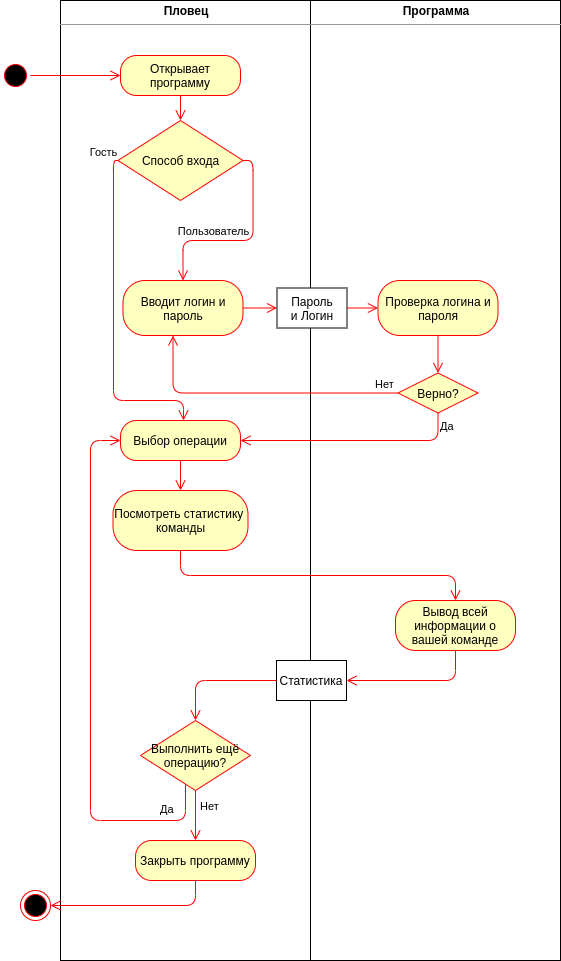 Пловец
Программа
Открывает
программу
Гость
Способ входа
Пользователь
Вводит логин и
пароль
Пароль
и Логин
Проверка логина и
пароля
Нет
Верно?
Да
Выбор операции
Посмотреть статистику
команды
Вывод всей
информации о
вашей команде
Статистика
Выполнить ещё
операцию?
Да
Нет
Закрыть программу